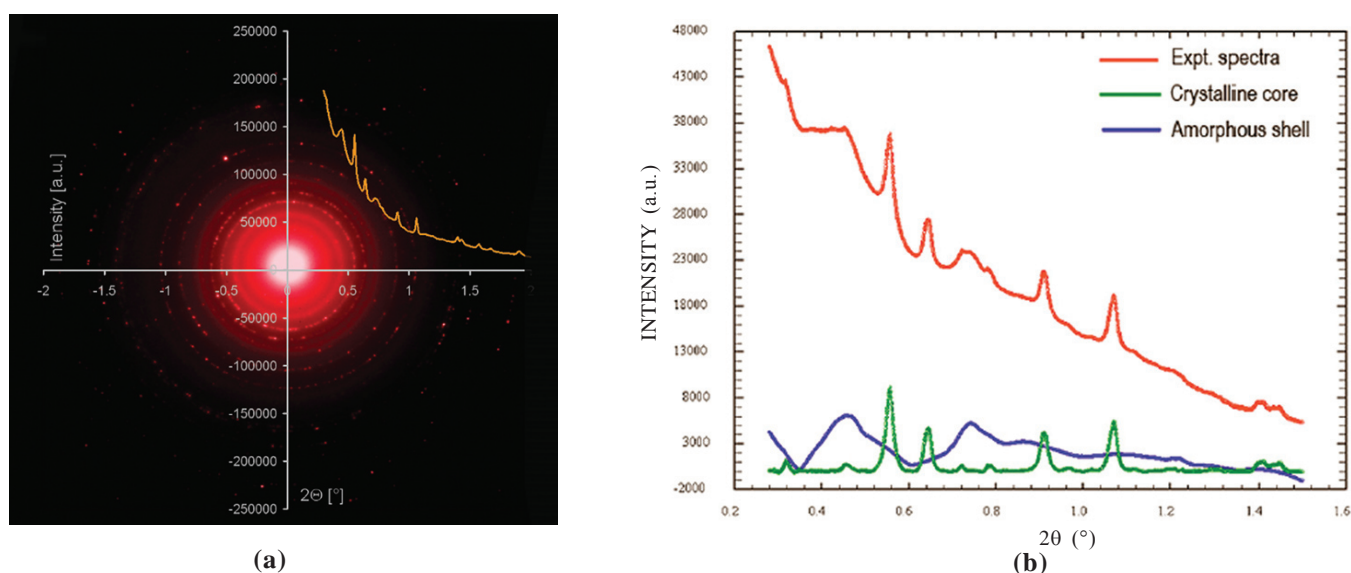 250000
200000
150000
100000
50000
0
-50000
-100000
-150000
-200000
-250000
Intensity [a.u.]
-2 -1.5 -1 -0.5 0 0.5 1 1.5 2
2Θ [°]
(a)
48000
43000
38000
33000
28000
23000
18000
13000
8000
3000
-2000
INTENSITY (a.u.)
Expt. spectra
Crystalline core
Amorphous shell
0.2 0.4 0.6 0.8 1.0 1.2 1.4 1.6
2θ (°)
(b)